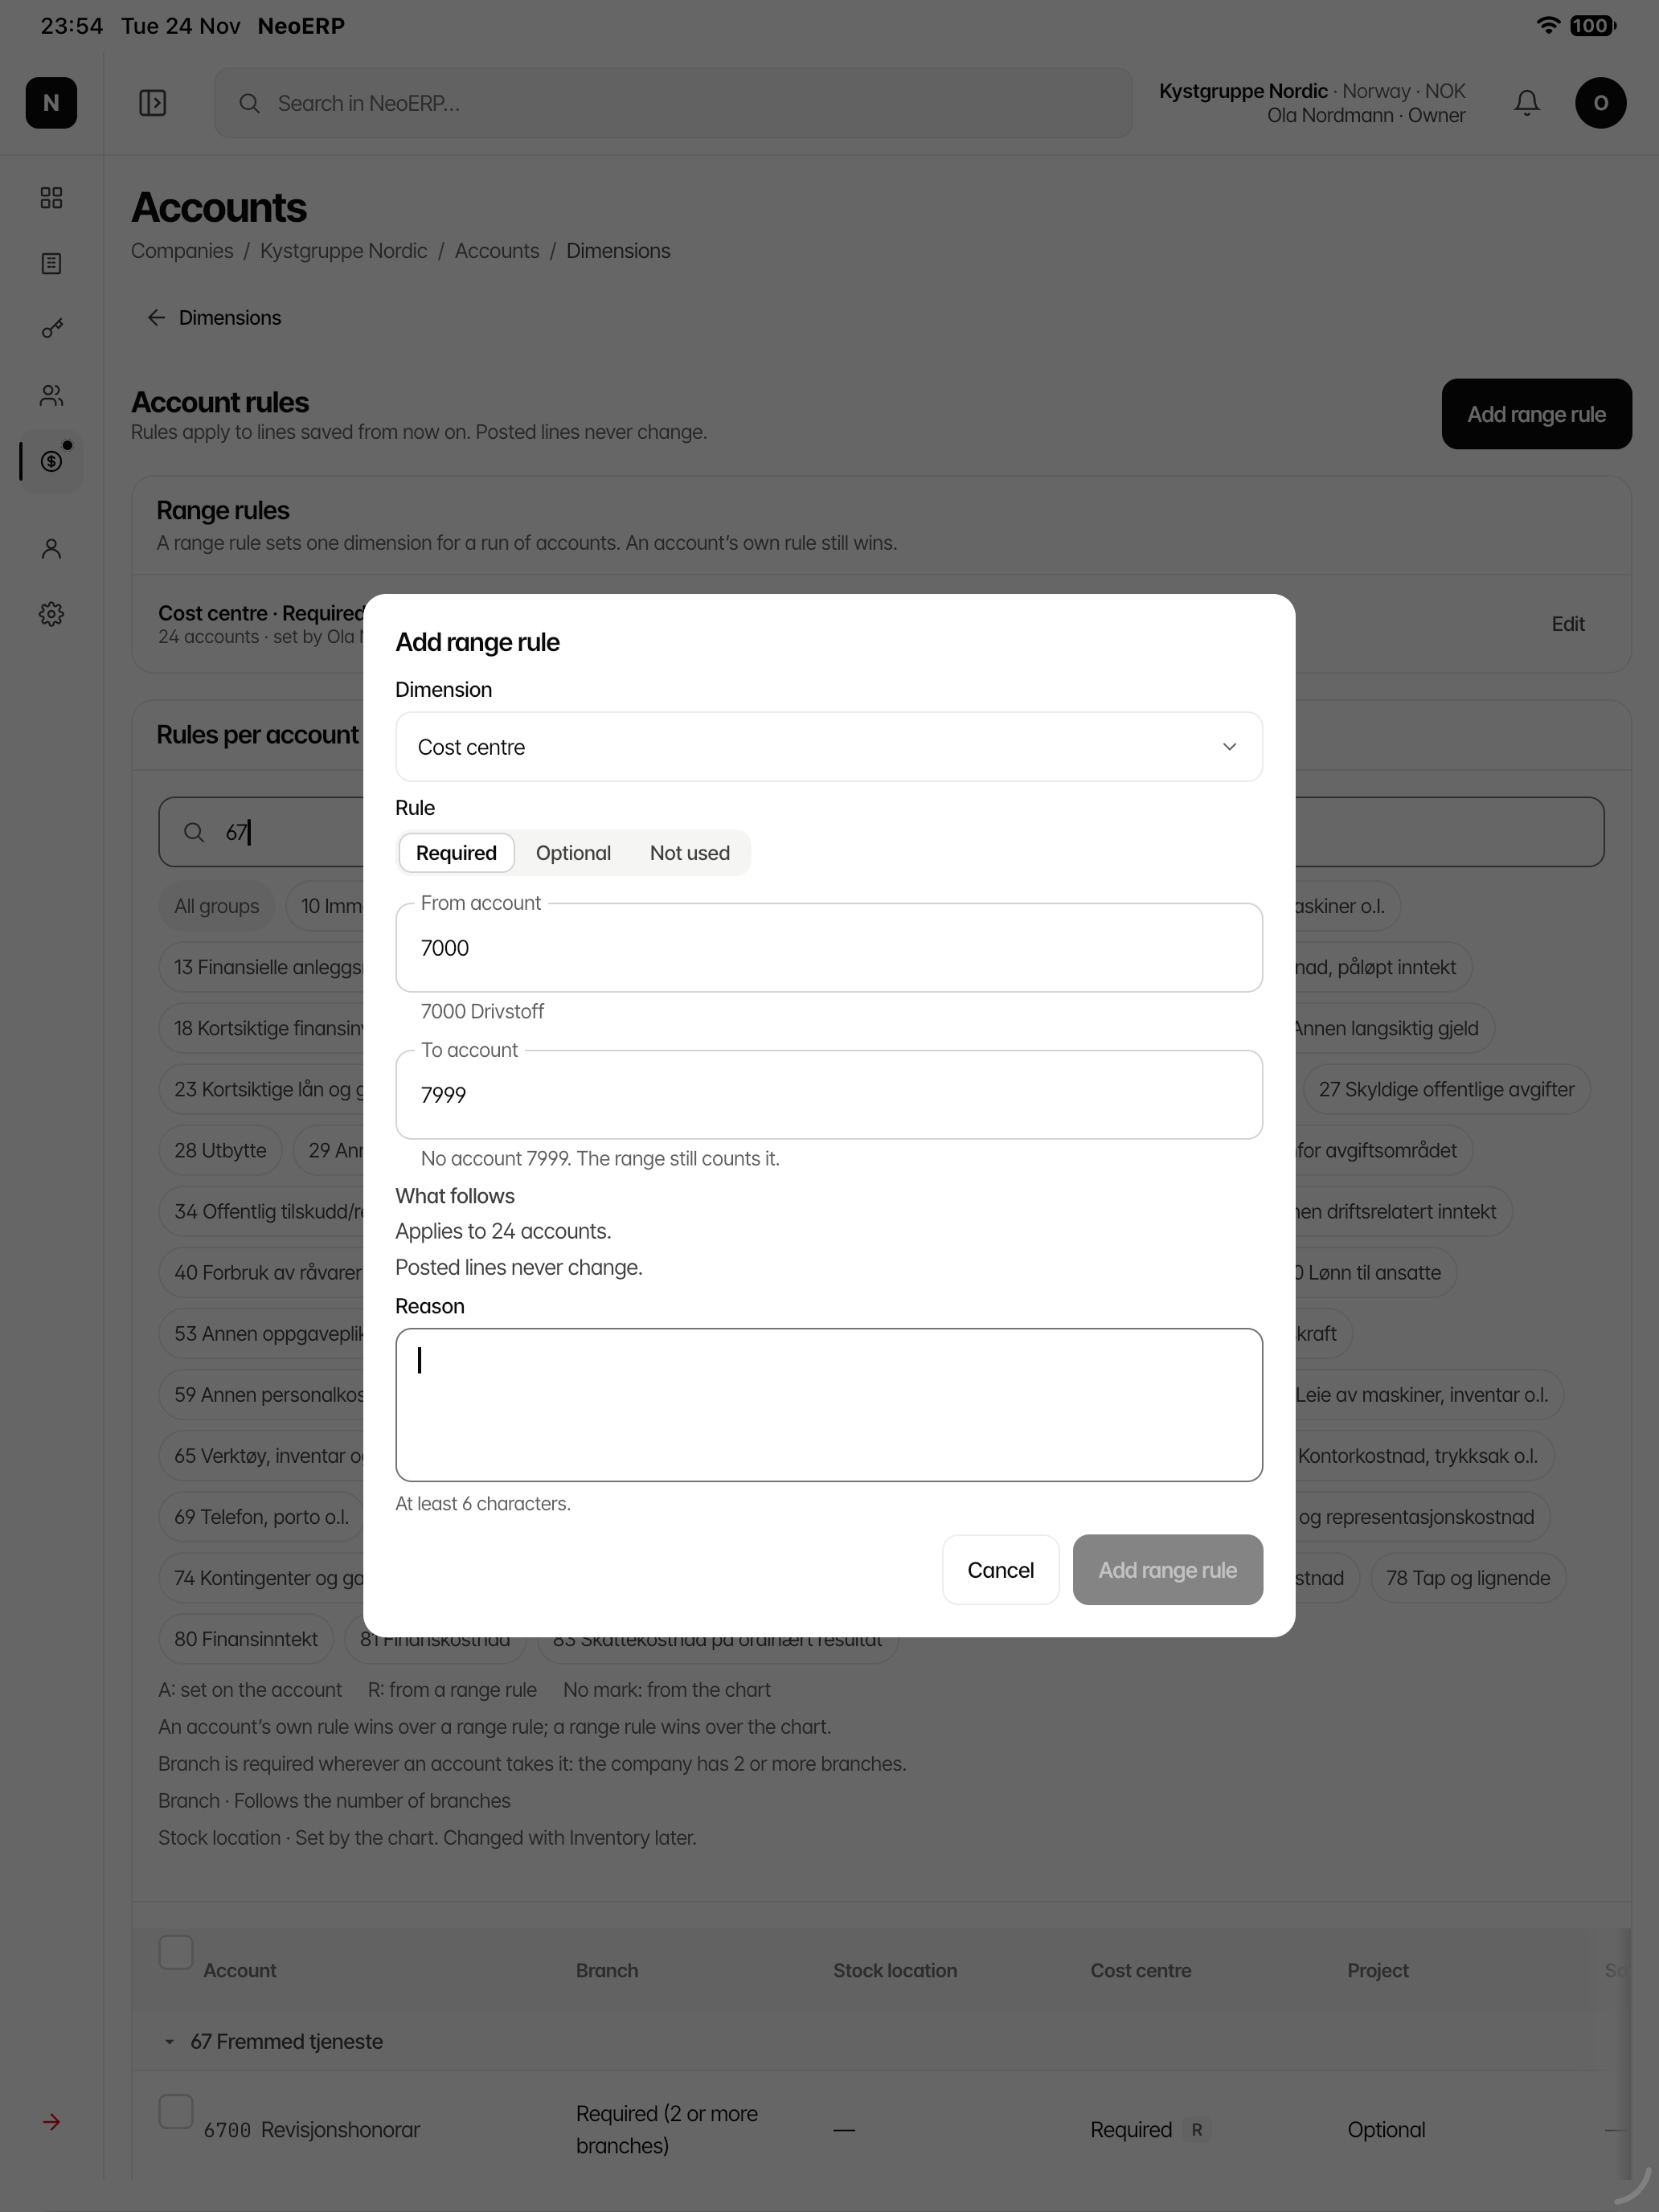 23:54 Tue 24 Nov NeoERP
100
N
Search in NeoERP...
Kystgruppe Nordic · Norway · NOK
Ola Nordmann · Owner
O
Accounts
Companies / Kystgruppe Nordic / Accounts / Dimensions
Dimensions
Account rules
Rules apply to lines saved from now on. Posted lines never change.
Add range rule
Range rules
A range rule sets one dimension for a run of accounts. An account’s own rule still wins.
Cost centre · Required
24 accounts · set by Ola
Edit
Rules per account
67
All groups
askiner o.l.
13 Finansielle
nad, påløpt inntekt
18 Kortsiktige
Annen langsiktig gjeld
23 Kortsiktige lån og
27 Skyldige offentlige avgifter
28 Utbytte 29
for avgiftsområdet
34 Offentlig
driftsrelatert inntekt
40 Forbruk av råvarer
Lønn til ansatte
53 Annen
kraft
59 Annen
Leie av maskiner, inventar o.l.
65 Verktøy, inventar
Kontorkostnad, trykksak o.l.
69 Telefon, porto o.l.
og representasjonskostnad
74 Kontingenter og
stnad 78 Tap og lignende
80 Finansinntekt 81 Finanskostnad 83 Skattekostnad på ordinært resultat
A: set on the account R: from a range rule No mark: from the chart
An account’s own rule wins over a range rule; a range rule wins over the chart.
Branch is required wherever an account takes it: the company has 2 or more branches.
Branch · Follows the number of branches
Stock location · Set by the chart. Changed with Inventory later.
Account Branch Stock location Cost centre Project
67 Fremmed tjeneste
6700 Revisjonshonorar Required (2 or more branches) — Required R Optional —
Add range rule
Dimension
Cost centre
Rule
Required Optional Not used
From account
7000
7000 Drivstoff
To account
7999
No account 7999. The range still counts it.
What follows
Applies to 24 accounts.
Posted lines never change.
Reason
At least 6 characters.
Cancel Add range rule